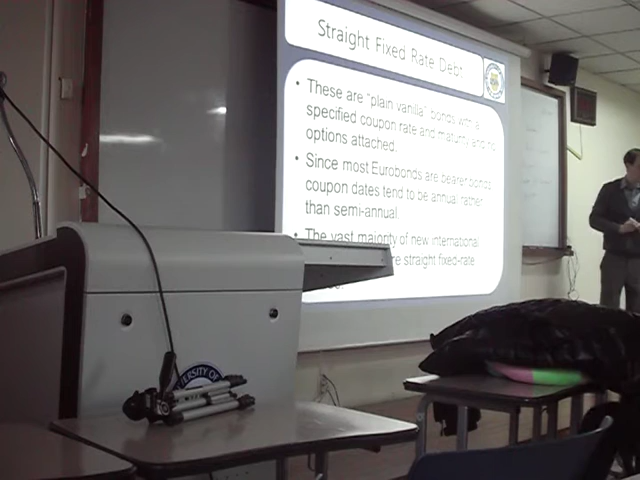 Straight Fixed Rate Debt
• These are "plain vanilla" bonds with a
specified coupon rate and maturity and no
options attached.
• Since most Eurobonds are bearer bonds
coupon dates tend to be annual rather
than semi-annual.
• The vast majority of new international
straight fixed-rate
VERSITY OF